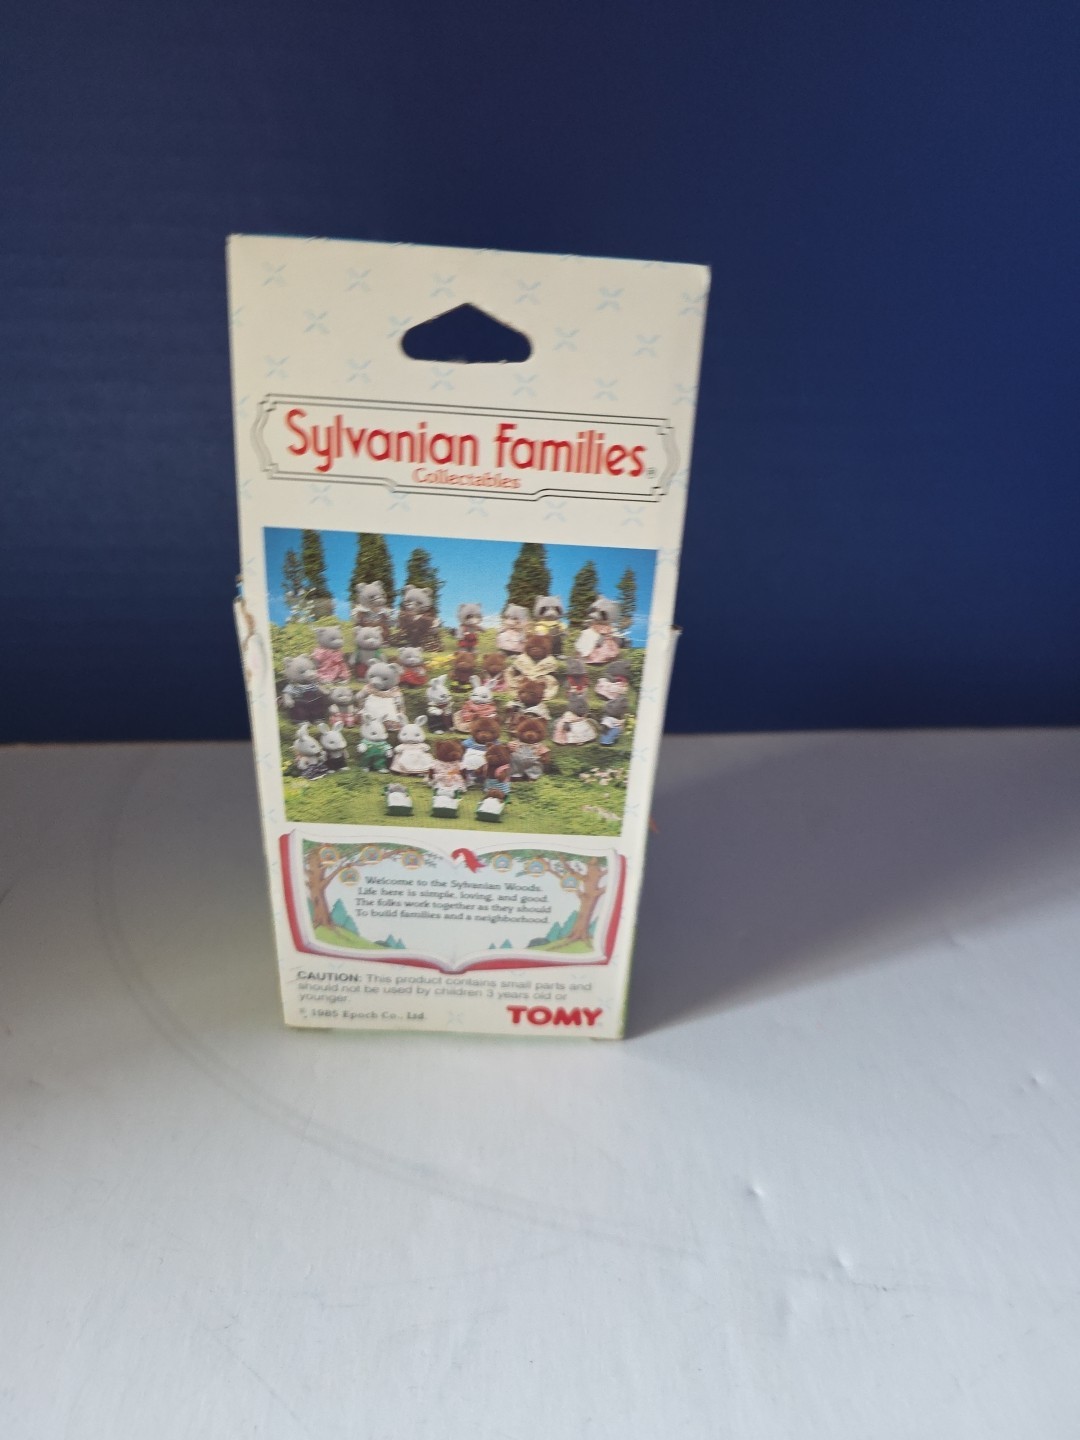 Sylvanian Families®
Collectables
Welcome to the Sylvanian Woods.
Life here is simple, loving, and good.
The folks work together as they should
To build families and a neighborhood.
CAUTION: This product contains small parts and
should not be used by children 3 years old or
younger.
© 1985 Epoch Co., Ltd.
TOMY